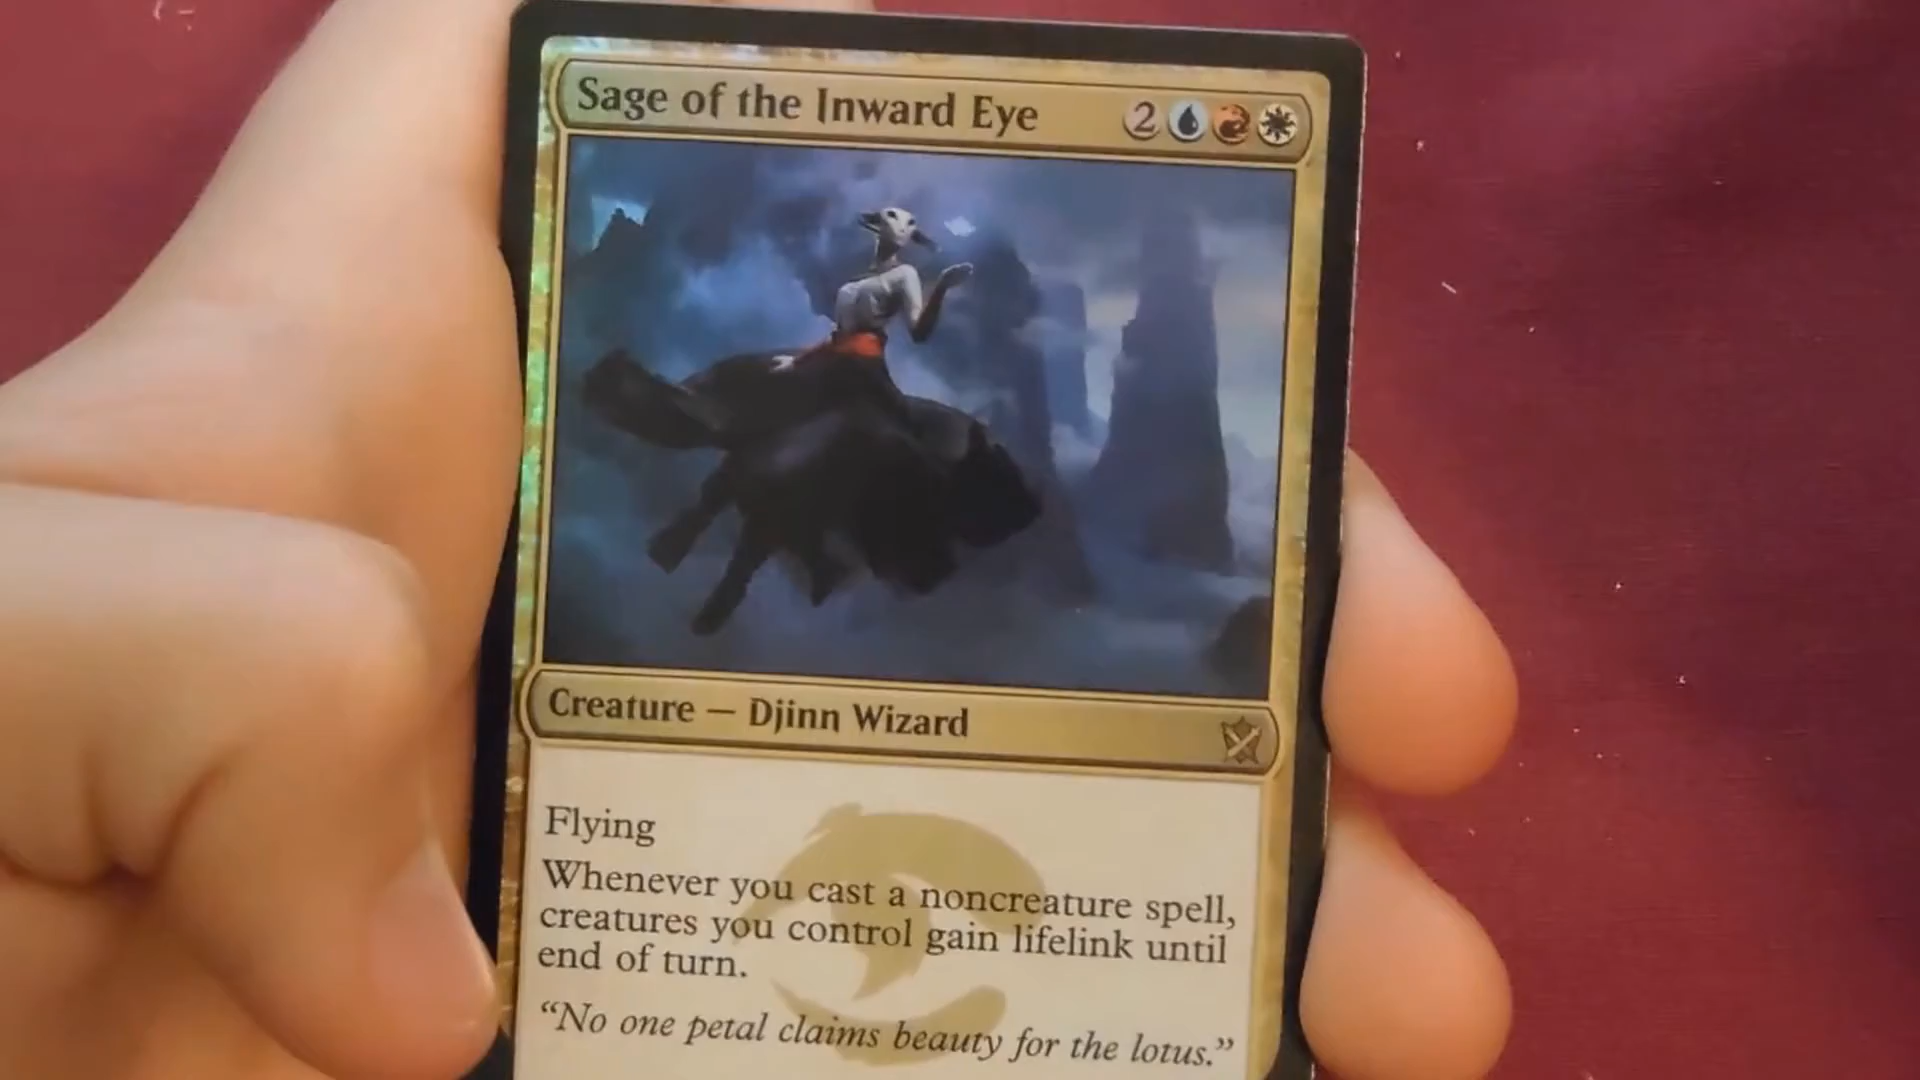 Sage of the Inward Eye 2
Creature — Djinn Wizard
Flying
Whenever you cast a noncreature spell,
creatures you control gain lifelink until
end of turn.
“No one petal claims beauty for the lotus.”